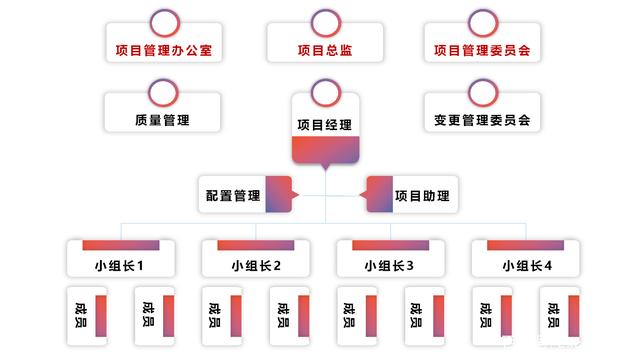 项目管理办公室
项目总监
项目管理委员会
质量管理
项目经理
变更管理委员会
配置管理
项目助理
小组长1
小组长2
小组长3
小组长4
成员
成员
成员
成员
成员
成员
成员
成员